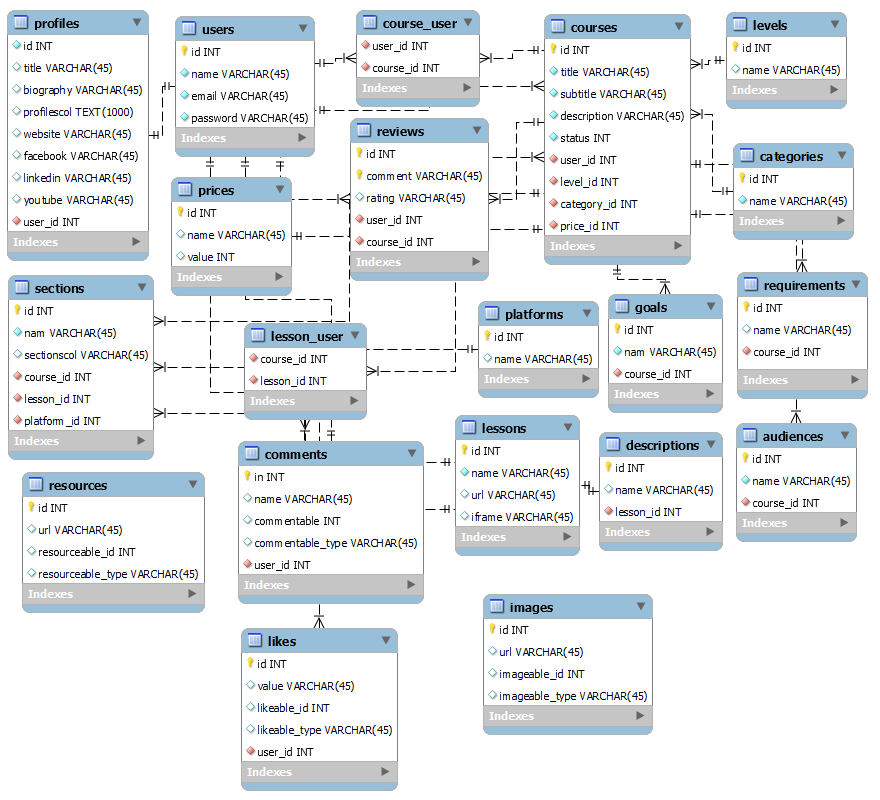 profiles
id INT
title VARCHAR(45)
biography VARCHAR(45)
profilescol TEXT(1000)
website VARCHAR(45)
facebook VARCHAR(45)
linkedin VARCHAR(45)
youtube VARCHAR(45)
user_id INT
Indexes
users
id INT
name VARCHAR(45)
email VARCHAR(45)
password VARCHAR(45)
Indexes
course_user
user_id INT
course_id INT
Indexes
courses
id INT
title VARCHAR(45)
subtitle VARCHAR(45)
description VARCHAR(45)
status INT
user_id INT
level_id INT
category_id INT
price_id INT
Indexes
levels
id INT
name VARCHAR(45)
Indexes
reviews
id INT
comment VARCHAR(45)
rating VARCHAR(45)
user_id INT
course_id INT
Indexes
categories
id INT
name VARCHAR(45)
Indexes
prices
id INT
name VARCHAR(45)
value INT
Indexes
sections
id INT
nam VARCHAR(45)
sectionscol VARCHAR(45)
course_id INT
lesson_id INT
platform_id INT
Indexes
lesson_user
course_id INT
lesson_id INT
Indexes
platforms
id INT
name VARCHAR(45)
Indexes
goals
id INT
nam VARCHAR(45)
course_id INT
Indexes
requirements
id INT
name VARCHAR(45)
course_id INT
Indexes
comments
in INT
name VARCHAR(45)
commentable INT
commentable_type VARCHAR(45)
user_id INT
Indexes
lessons
id INT
name VARCHAR(45)
url VARCHAR(45)
iframe VARCHAR(45)
Indexes
descriptions
id INT
name VARCHAR(45)
lesson_id INT
Indexes
audiences
id INT
name VARCHAR(45)
course_id INT
Indexes
resources
id INT
url VARCHAR(45)
resourceable_id INT
resourceable_type VARCHAR(45)
Indexes
images
id INT
url VARCHAR(45)
imageable_id INT
imageable_type VARCHAR(45)
Indexes
likes
id INT
value VARCHAR(45)
likeable_id INT
likeable_type VARCHAR(45)
user_id INT
Indexes